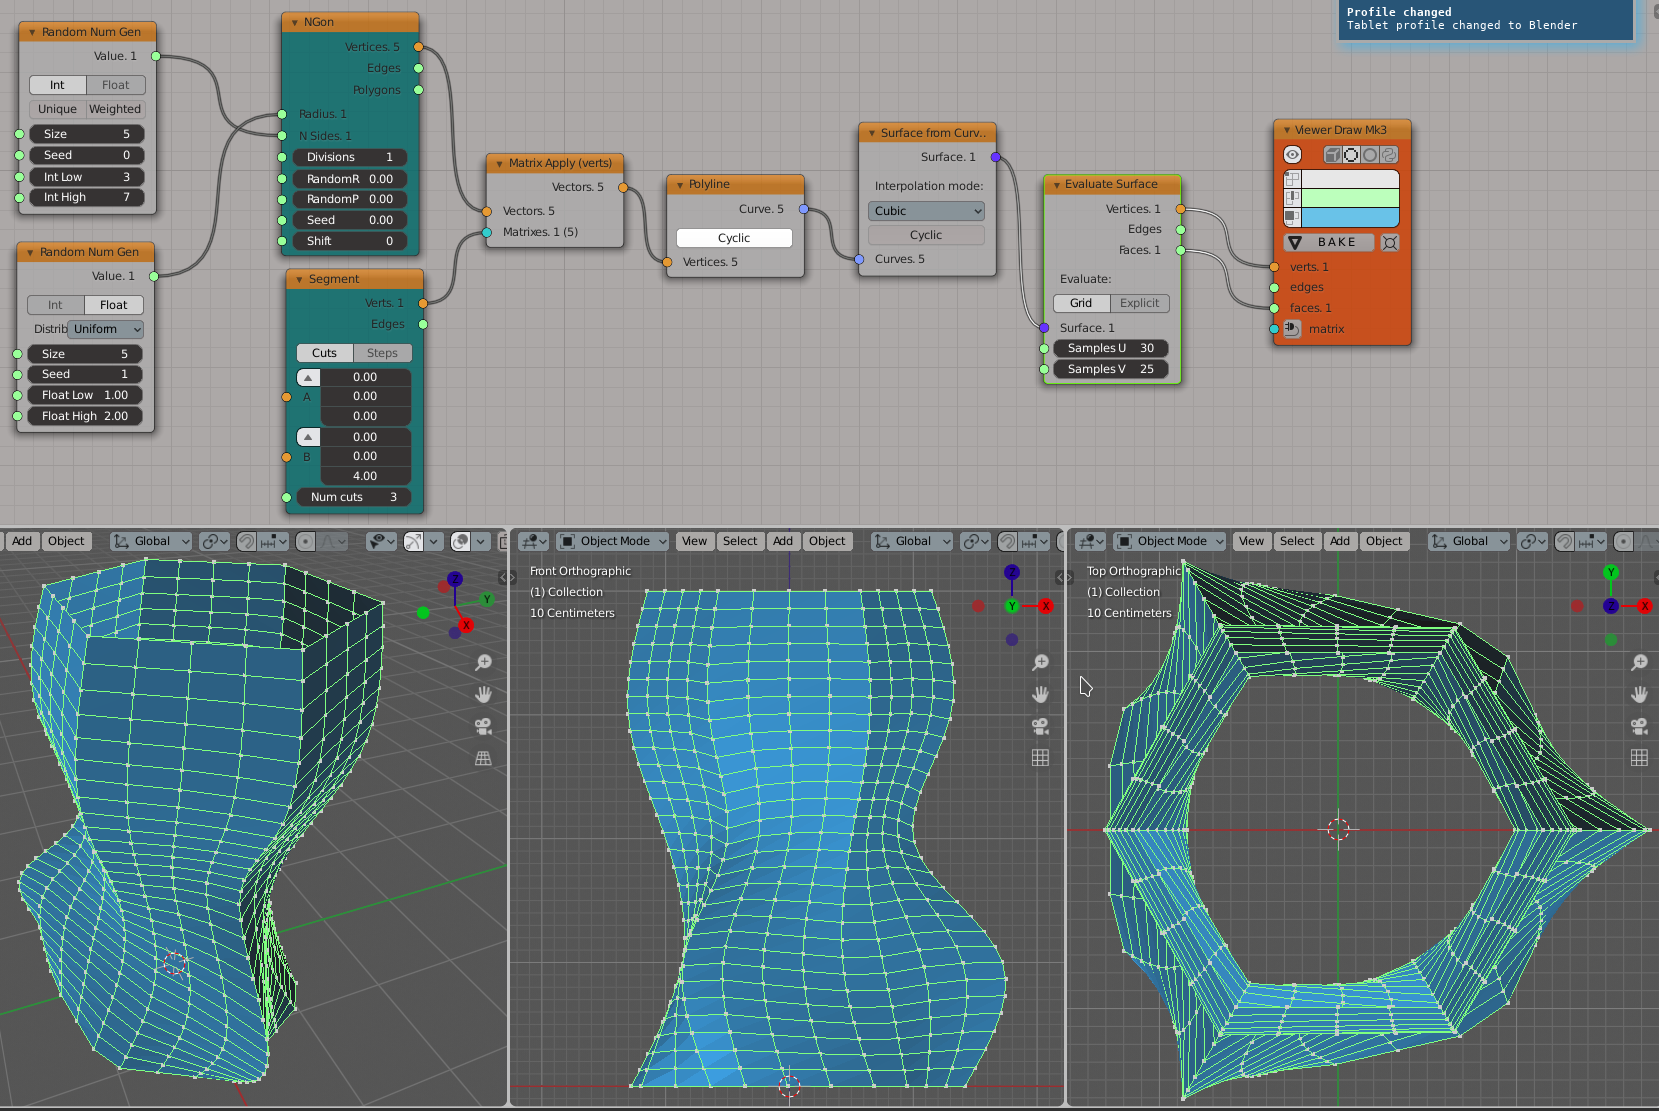 Profile changed
Tablet profile changed to Blender
Random Num Gen
Value. 1
Int Float
Unique Weighted
Size 5
Seed 0
Int Low 3
Int High 7
Random Num Gen
Value. 1
Int Float
Distrib Uniform
Size 5
Seed 1
Float Low 1.00
Float High 2.00
NGon
Vertices. 5
Edges
Polygons
Radius. 1
N Sides. 1
Divisions 1
RandomR 0.00
RandomP 0.00
Seed 0.00
Shift 0
Segment
Verts. 1
Edges
Cuts Steps
0.00
A 0.00
0.00
0.00
B 0.00
4.00
Num cuts 3
Matrix Apply (verts)
Vectors. 5
Vectors. 5
Matrixes. 1 (5)
Polyline
Curve. 5
Cyclic
Vertices. 5
Surface from Curv..
Surface. 1
Interpolation mode:
Cubic
Cyclic
Curves. 5
Evaluate Surface
Vertices. 1
Edges
Faces. 1
Evaluate:
Grid Explicit
Surface. 1
Samples U 30
Samples V 25
Viewer Draw Mk3
BAKE
verts. 1
edges
faces. 1
matrix
Add Object Global
Z
Y
X
Object Mode View Select Add Object Global
Front Orthographic
(1) Collection
10 Centimeters
Z
Y X
Object Mode View Select Add Object Global
Top Orthographic
(1) Collection
10 Centimeters
Y
Z X